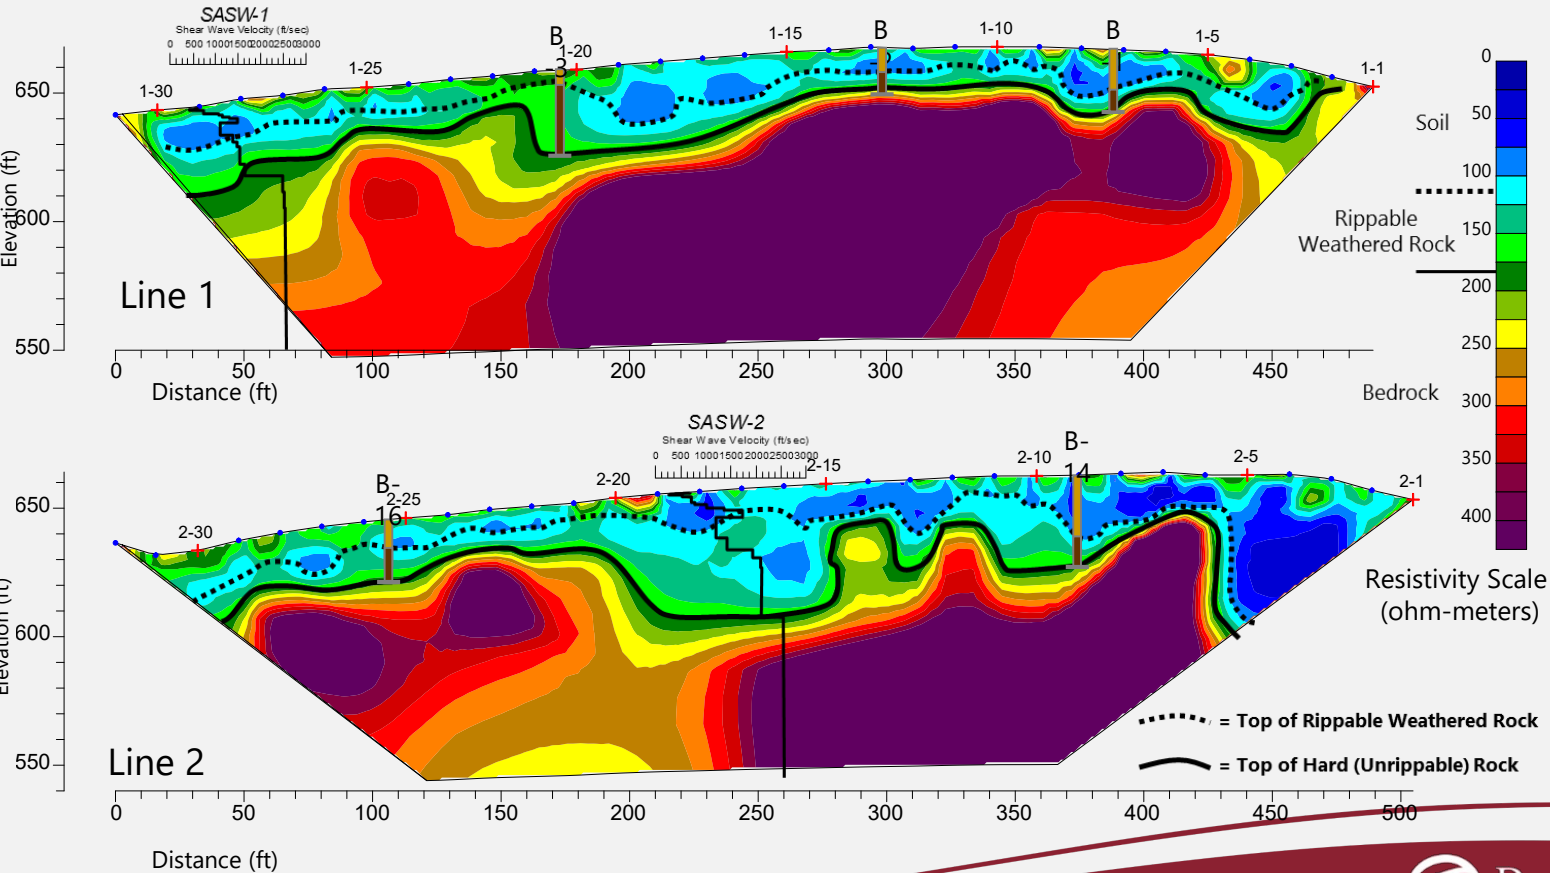 SASW-1
Shear Wave Velocity (ft/sec)
0 500 1000 1500 2000 2500 3000
1-30
1-25
B
-3
1-20
1-15
B
1-10
B
1-5
1-1
Elevation (ft)
650
600
550
Line 1
0 50 100 150 200 250 300 350 400 450
Distance (ft)
SASW-2
Shear Wave Velocity (ft/sec)
0 500 1000 1500 2000 2500 3000
2-30
B-
16
2-25
2-20
2-15
2-10
B-
14
2-5
2-1
Elevation (ft)
650
600
550
Line 2
0 50 100 150 200 250 300 350 400 450 500
Distance (ft)
0
50
100
150
200
250
300
350
400
Soil
Rippable
Weathered Rock
Bedrock
Resistivity Scale
(ohm-meters)
= Top of Rippable Weathered Rock
= Top of Hard (Unrippable) Rock